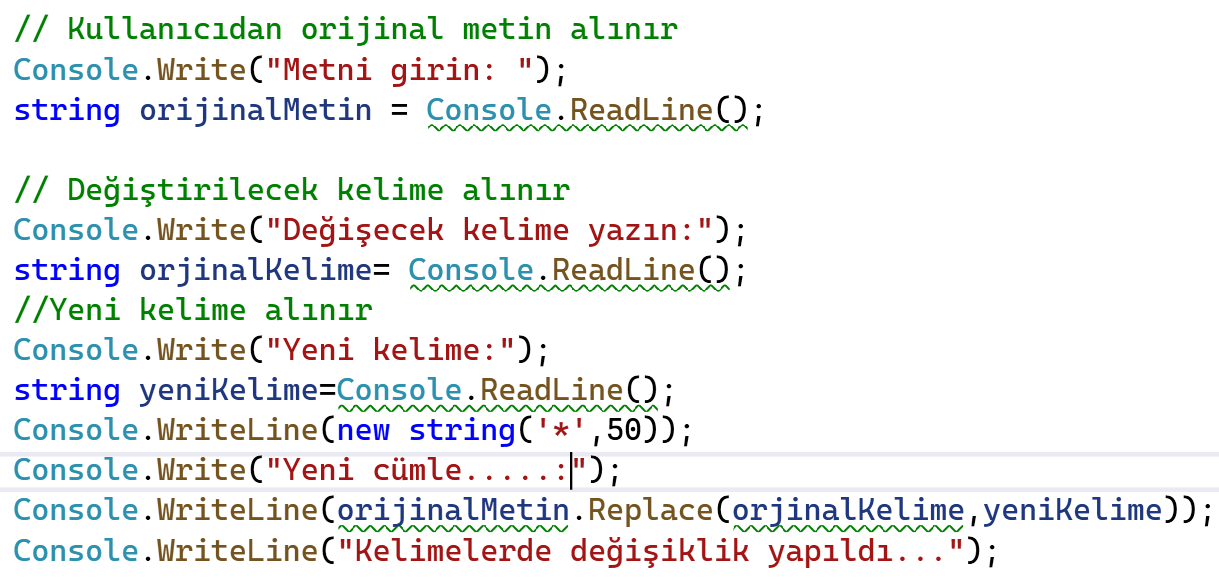 // Kullanıcıdan orijinal metin alınır
Console.Write("Metni girin: ");
string orijinalMetin = Console.ReadLine();
// Değiştirilecek kelime alınır
Console.Write("Değişecek kelime yazın:");
string orjinalKelime= Console.ReadLine();
//Yeni kelime alınır
Console.Write("Yeni kelime:");
string yeniKelime=Console.ReadLine();
Console.WriteLine(new string('*',50));
Console.Write("Yeni cümle.....:");
Console.WriteLine(orijinalMetin.Replace(orjinalKelime,yeniKelime));
Console.WriteLine("Kelimelerde değişiklik yapıldı...");